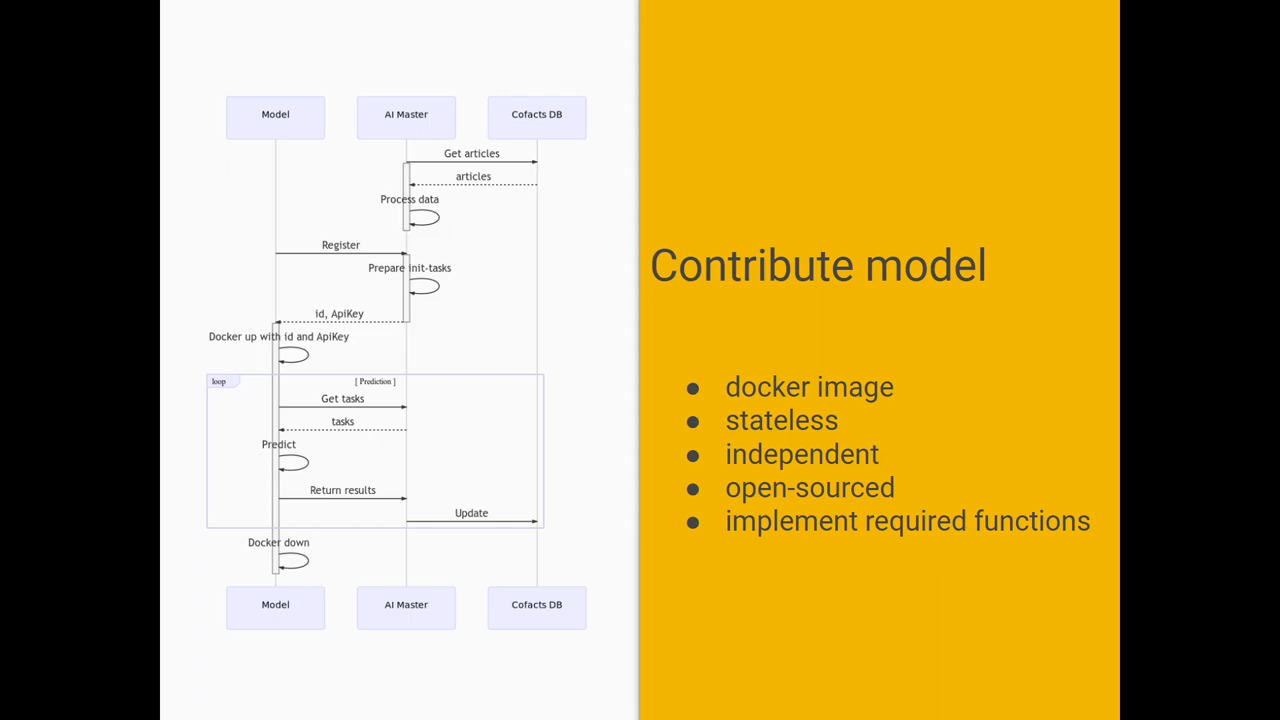 Model
AI Master
Cofacts DB
Get articles
articles
Process data
Register
Prepare init-tasks
id, ApiKey
Docker up with id and ApiKey
loop
[ Prediction ]
Get tasks
tasks
Predict
Return results
Update
Docker down
Model
AI Master
Cofacts DB
Contribute model
● docker image
● stateless
● independent
● open-sourced
● implement required functions